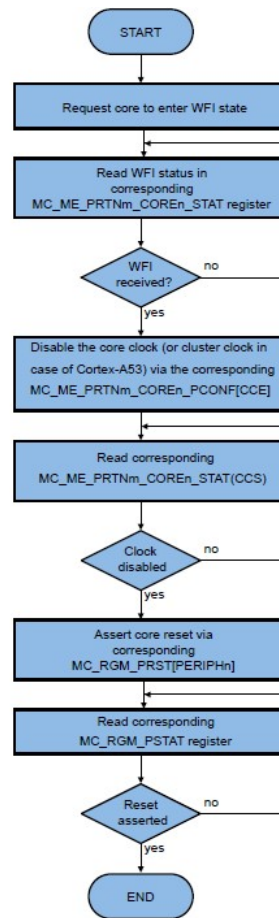 START
Request core to enter WFI state
Read WFI status in
corresponding
MC_ME_PRTNm_COREn_STAT register
WFI
received?
no
yes
Disable the core clock (or cluster clock in
case of Cortex-A53) via the corresponding
MC_ME_PRTNm_COREn_PCONF[CCE]
Read corresponding
MC_ME_PRTNm_COREn_STAT(CCS)
Clock
disabled
no
yes
Assert core reset via
corresponding
MC_RGM_PRST[PERIPHn]
Read corresponding
MC_RGM_PSTAT register
Reset
asserted
no
yes
END